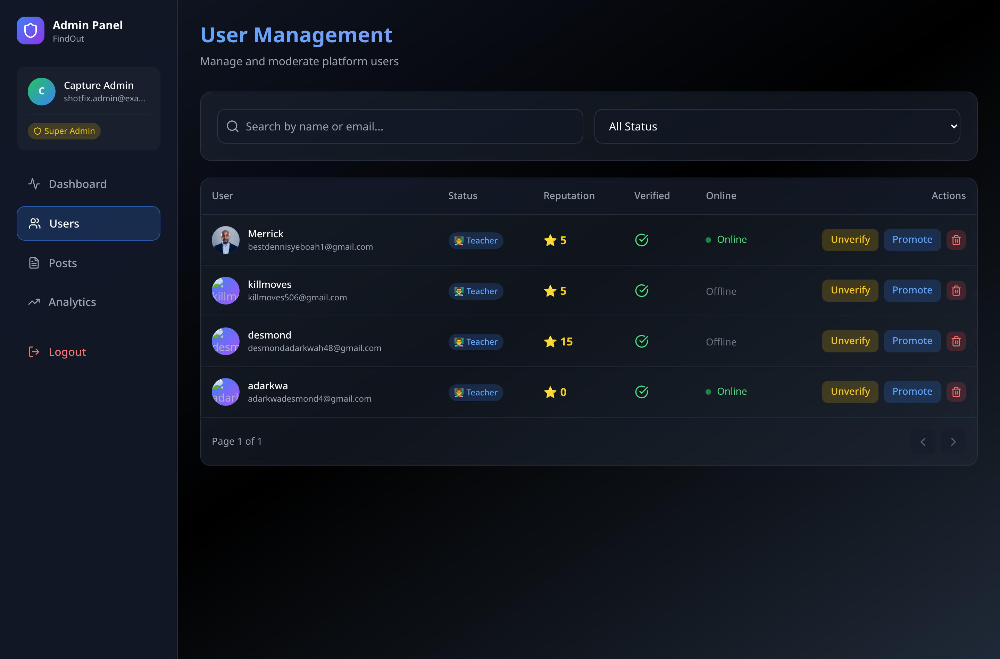 Admin Panel
FindOut
C
Capture Admin
shotfix.admin@exa...
Super Admin
Dashboard
Users
Posts
Analytics
Logout
User Management
Manage and moderate platform users
Search by name or email...
All Status
User Status Reputation Verified Online Actions
Merrick
bestdennisyeboah1@gmail.com
Teacher ⭐ 5 Online Unverify Promote
killmoves
killmoves506@gmail.com
killm
Teacher ⭐ 5 Offline Unverify Promote
desmond
desmondadarkwah48@gmail.com
desm
Teacher ⭐ 15 Offline Unverify Promote
adarkwa
adarkwadesmond4@gmail.com
adarl
Teacher ⭐ 0 Online Unverify Promote
Page 1 of 1